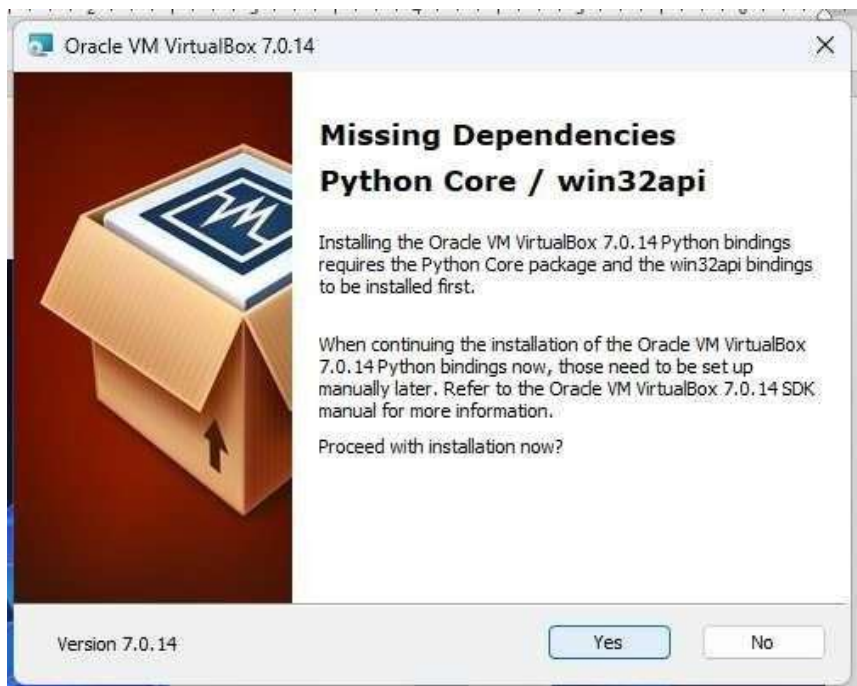 Oracle VM VirtualBox 7.0.14
Missing Dependencies
Python Core / win32api
Installing the Oracle VM VirtualBox 7.0.14 Python bindings
requires the Python Core package and the win32api bindings
to be installed first.
When continuing the installation of the Oracle VM VirtualBox
7.0.14 Python bindings now, those need to be set up
manually later. Refer to the Oracle VM VirtualBox 7.0.14 SDK
manual for more information.
Proceed with installation now?
Version 7.0.14
Yes
No